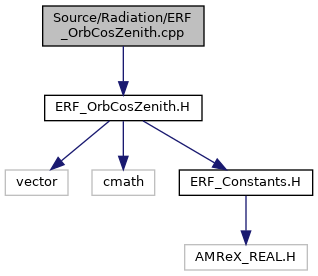 Source/Radiation/ERF
_OrbCosZenith.cpp
ERF_OrbCosZenith.H
vector
cmath
ERF_Constants.H
AMReX_REAL.H